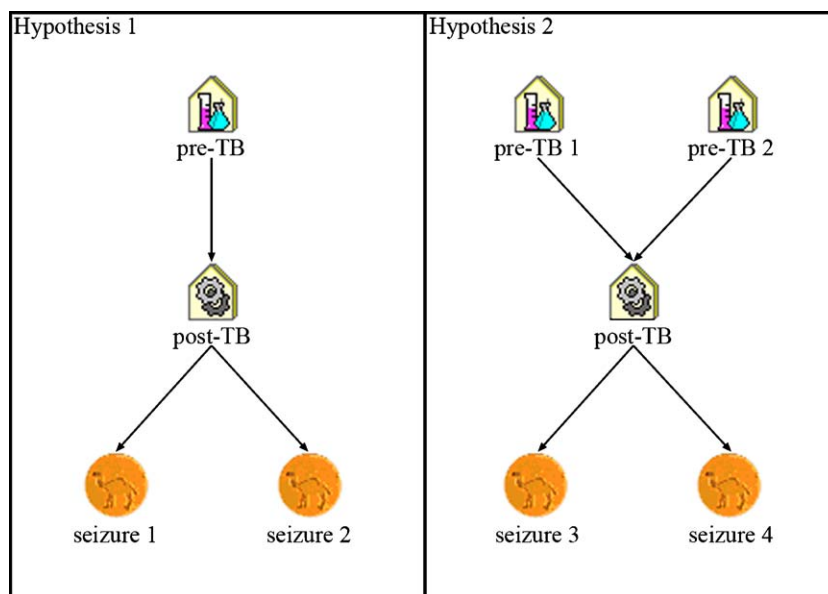 Hypothesis 1
pre-TB
post-TB
seizure 1
seizure 2
Hypothesis 2
pre-TB 1
pre-TB 2
post-TB
seizure 3
seizure 4